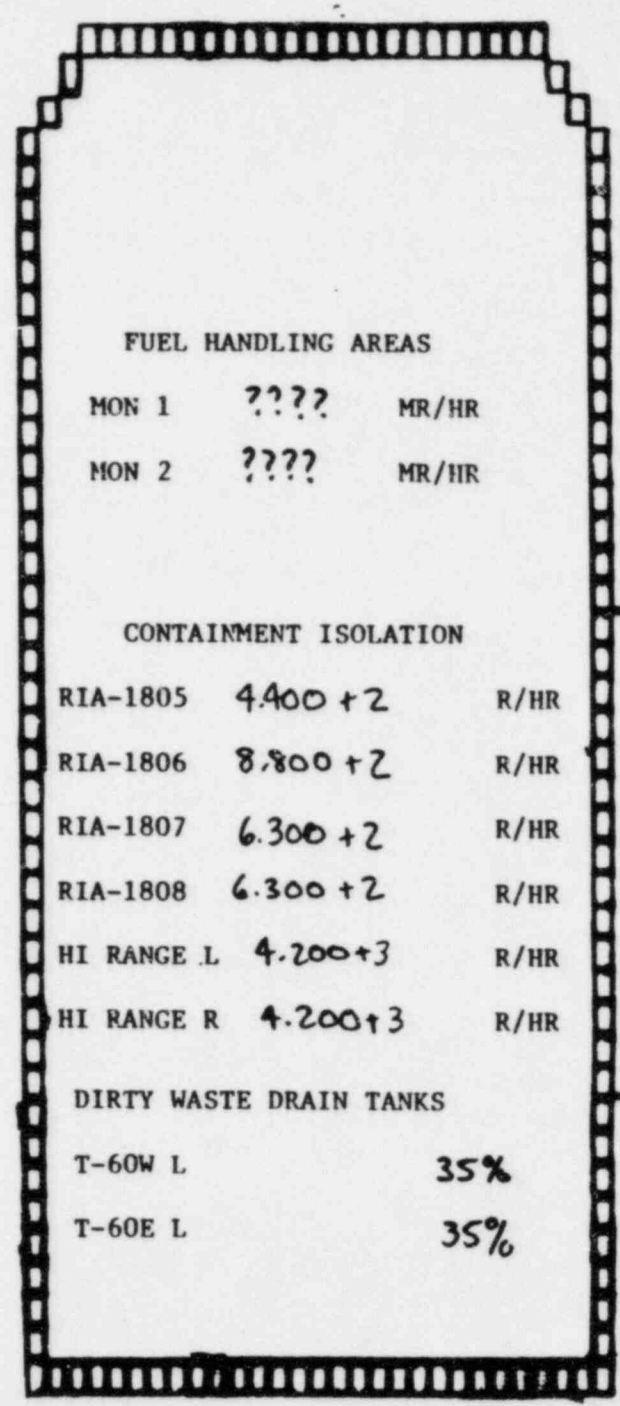 FUEL HANDLING AREAS
MON 1 ???? MR/HR
MON 2 ???? MR/HR
CONTAINMENT ISOLATION
RIA-1805 4.400 +2 R/HR
RIA-1806 8.800 +2 R/HR
RIA-1807 6.300 +2 R/HR
RIA-1808 6.300 +2 R/HR
HI RANGE L 4.200+3 R/HR
HI RANGE R 4.200+3 R/HR
DIRTY WASTE DRAIN TANKS
T-60W L 35%
T-60E L 35%